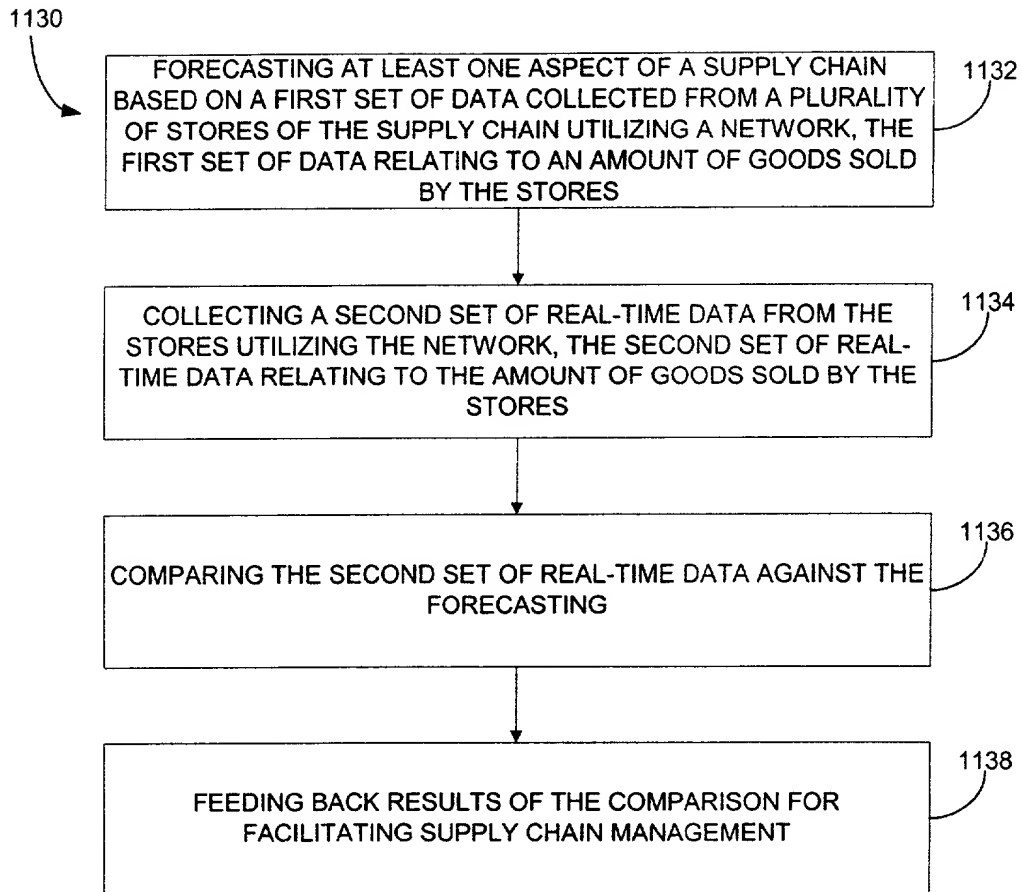 1130
FORECASTING AT LEAST ONE ASPECT OF A SUPPLY CHAIN
BASED ON A FIRST SET OF DATA COLLECTED FROM A PLURALITY
OF STORES OF THE SUPPLY CHAIN UTILIZING A NETWORK, THE
FIRST SET OF DATA RELATING TO AN AMOUNT OF GOODS SOLD
BY THE STORES
1132
COLLECTING A SECOND SET OF REAL-TIME DATA FROM THE
STORES UTILIZING THE NETWORK, THE SECOND SET OF REAL-
TIME DATA RELATING TO THE AMOUNT OF GOODS SOLD BY THE
STORES
1134
COMPARING THE SECOND SET OF REAL-TIME DATA AGAINST THE
FORECASTING
1136
FEEDING BACK RESULTS OF THE COMPARISON FOR
FACILITATING SUPPLY CHAIN MANAGEMENT
1138